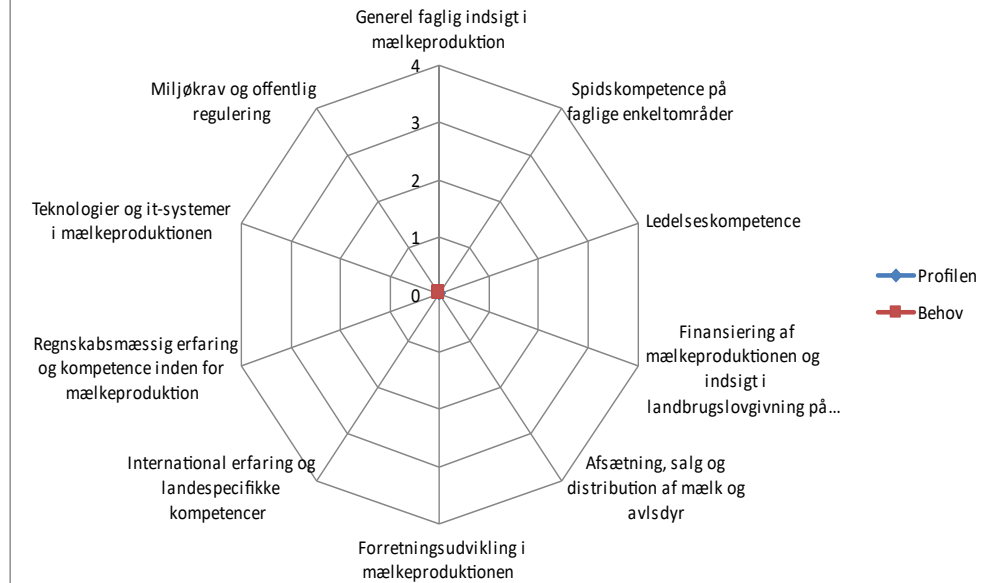 Generel faglig indsigt i
mælkeproduktion
Spidskompetence på
faglige enkeltområder
Ledelseskompetence
Finansiering af
mælkeproduktionen og
indsigt i
landbrugslovgivning på...
Afsætning, salg og
distribution af mælk og
avlsdyr
Forretningsudvikling i
mælkeproduktionen
International erfaring og
landespecifikke
kompetencer
Regnskabsmæssig erfaring
og kompetence inden for
mælkeproduktion
Teknologier og it-systemer
i mælkeproduktionen
Miljøkrav og offentlig
regulering
4
3
2
1
0
Profilen
Behov